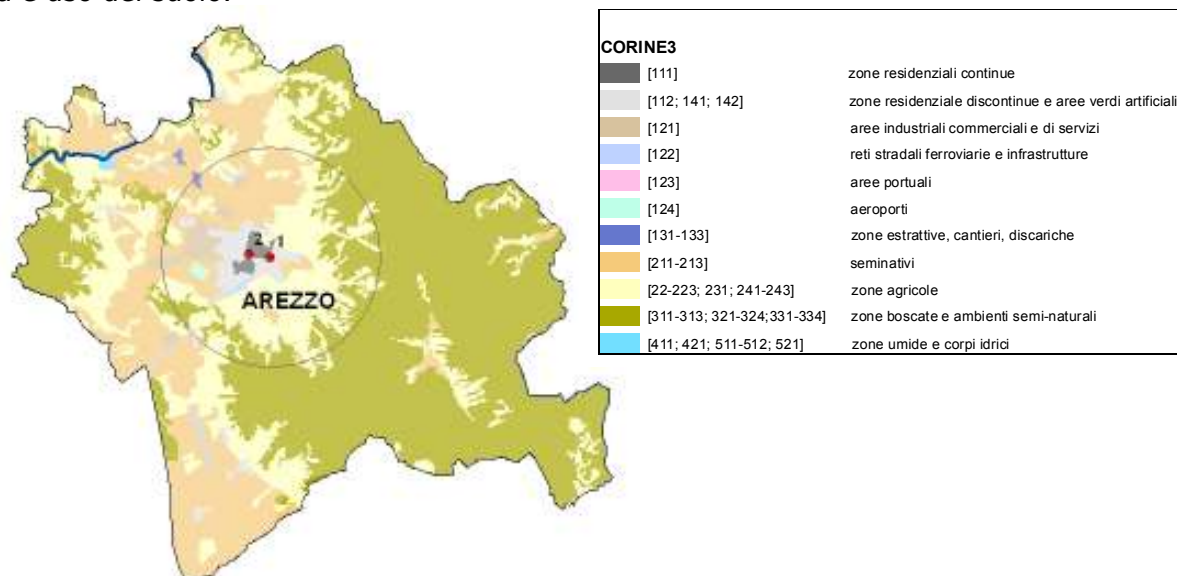 a e uso del suolo.
2 1
AREZZO
CORINE3
[111] zone residenziali continue
[112; 141; 142] zone residenziale discontinue e aree verdi artificiali
[121] aree industriali commerciali e di servizi
[122] reti stradali ferroviarie e infrastrutture
[123] aree portuali
[124] aeroporti
[131-133] zone estrattive, cantieri, discariche
[211-213] seminativi
[22-223; 231; 241-243] zone agricole
[311-313; 321-324;331-334] zone boscate e ambienti semi-naturali
[411; 421; 511-512; 521] zone umide e corpi idrici